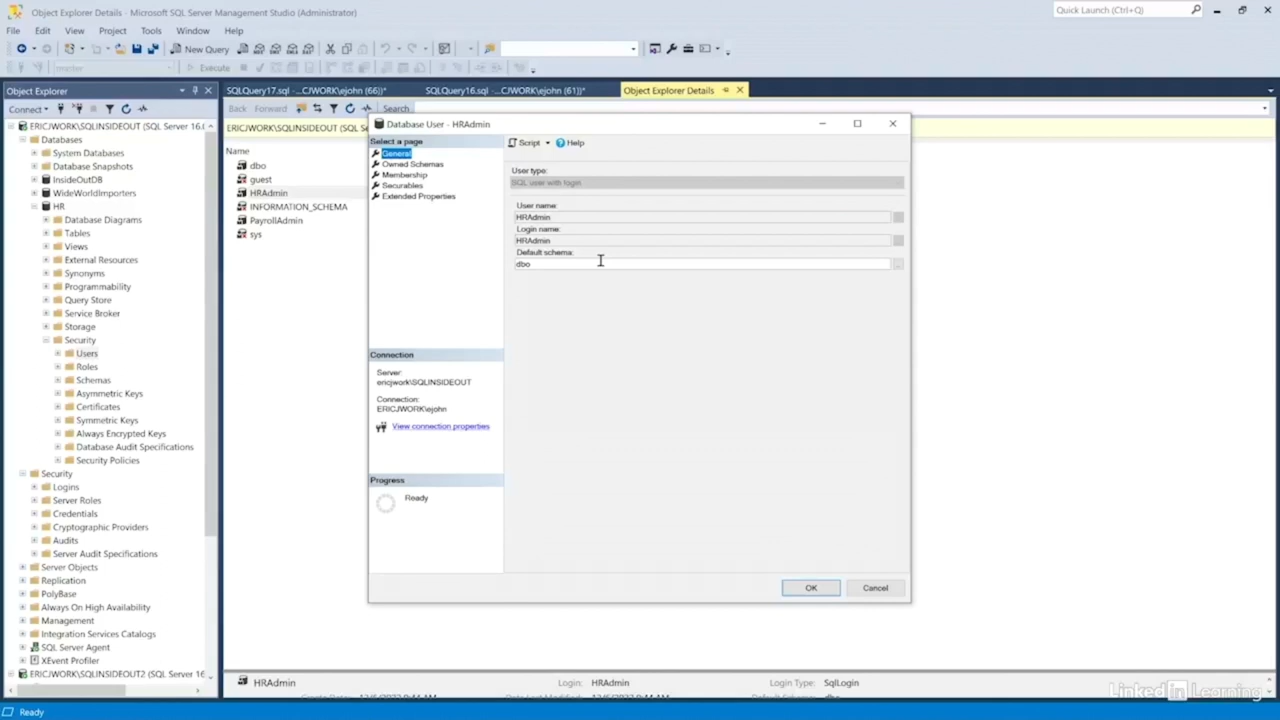 Object Explorer Details - Microsoft SQL Server Management Studio (Administrator)
Quick Launch (Ctrl+Q)
File Edit View Project Tools Window Help
New Query
master
Execute
Object Explorer
SQLQuery17.sql - ...CJWORK\ejohn (66))*
SQLQuery16.sql - ...CJWORK\ejohn (61))*
Object Explorer Details
Connect
Back Forward
Search
ERICJWORK\SQLINSIDEOUT (SQL Server 16.0
Databases
System Databases
Database Snapshots
InsideOutDB
WideWorldImporters
HR
Database Diagrams
Tables
Views
External Resources
Synonyms
Programmability
Query Store
Service Broker
Storage
Security
Users
Roles
Schemas
Asymmetric Keys
Certificates
Symmetric Keys
Always Encrypted Keys
Database Audit Specifications
Security Policies
Security
Logins
Server Roles
Credentials
Cryptographic Providers
Audits
Server Audit Specifications
Server Objects
Replication
PolyBase
Always On High Availability
Management
Integration Services Catalogs
SQL Server Agent
XEvent Profiler
ERICJWORK\SQLINSIDEOUT2 (SQL Server 16
ERICJWORK\SQLINSIDEOUT (SQL Se
Name
dbo
guest
HRAdmin
INFORMATION_SCHEMA
PayrollAdmin
sys
Database User - HRAdmin
Select a page
General
Owned Schemas
Membership
Securables
Extended Properties
Script
Help
User type:
SQL user with login
User name:
HRAdmin
Login name:
HRAdmin
Default schema:
dbo
Connection
Server:
ericjwork\SQLINSIDEOUT
Connection:
ERICJWORK\ejohn
View connection properties
Progress
Ready
OK
Cancel
HRAdmin
Login: HRAdmin
Login Type: SqlLogin
LinkedIn Learning
Ready